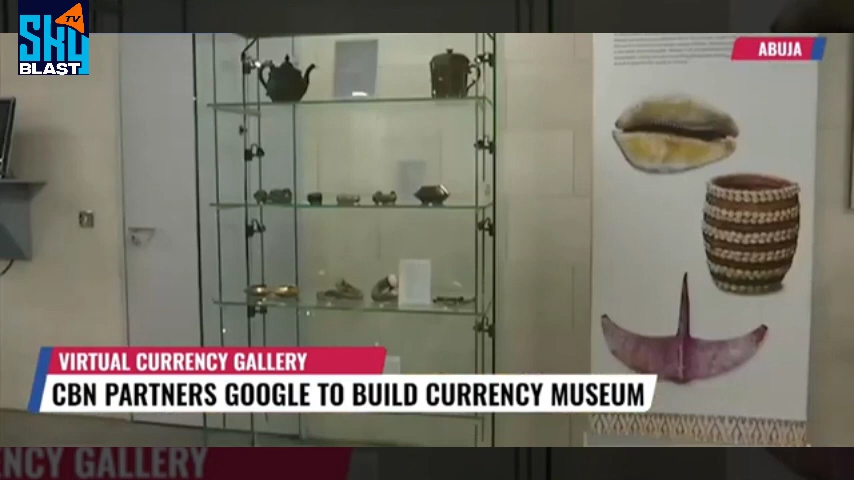 SKY TV
BLAST
ABUJA
VIRTUAL CURRENCY GALLERY
CBN PARTNERS GOOGLE TO BUILD CURRENCY MUSEUM
NCY GALLERY